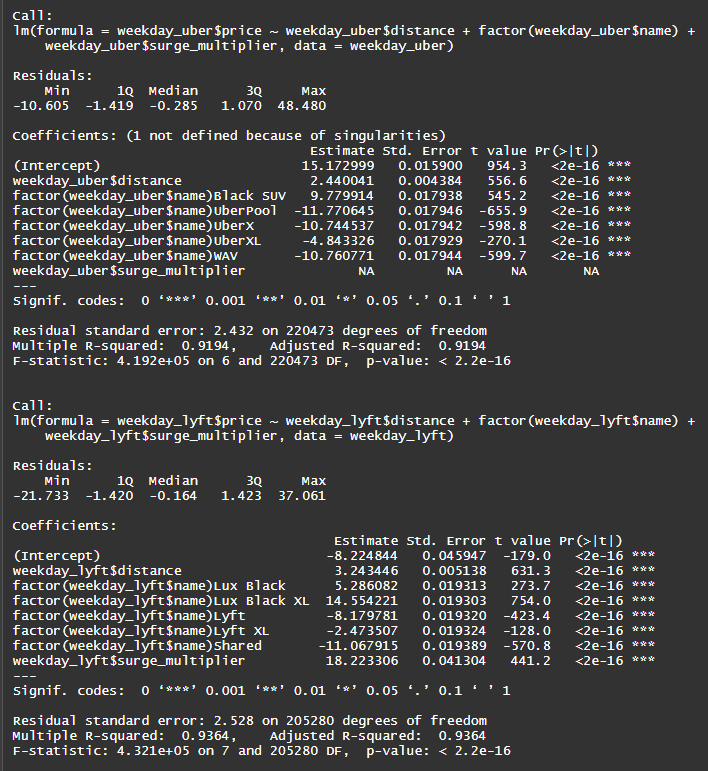 Call:
lm(formula = weekday_uber$price ~ weekday_uber$distance + factor(weekday_uber$name) +
    weekday_uber$surge_multiplier, data = weekday_uber)

Residuals:
    Min      1Q  Median      3Q     Max
-10.605  -1.419  -0.285   1.070  48.480

Coefficients: (1 not defined because of singularities)
                                     Estimate Std. Error t value Pr(>|t|)
(Intercept)                         15.172999   0.015900   954.3   <2e-16 ***
weekday_uber$distance                2.440041   0.004384   556.6   <2e-16 ***
factor(weekday_uber$name)Black SUV   9.779914   0.017938   545.2   <2e-16 ***
factor(weekday_uber$name)UberPool  -11.770645   0.017946  -655.9   <2e-16 ***
factor(weekday_uber$name)UberX     -10.744537   0.017942  -598.8   <2e-16 ***
factor(weekday_uber$name)UberXL     -4.843326   0.017929  -270.1   <2e-16 ***
factor(weekday_uber$name)WAV       -10.760771   0.017944  -599.7   <2e-16 ***
weekday_uber$surge_multiplier              NA         NA      NA       NA
---
Signif. codes:  0 ‘***’ 0.001 ‘**’ 0.01 ‘*’ 0.05 ‘.’ 0.1 ‘ ’ 1

Residual standard error: 2.432 on 220473 degrees of freedom
Multiple R-squared:  0.9194,	Adjusted R-squared:  0.9194
F-statistic: 4.192e+05 on 6 and 220473 DF,  p-value: < 2.2e-16

Call:
lm(formula = weekday_lyft$price ~ weekday_lyft$distance + factor(weekday_lyft$name) +
    weekday_lyft$surge_multiplier, data = weekday_lyft)

Residuals:
    Min      1Q  Median      3Q     Max
-21.733  -1.420  -0.164   1.423  37.061

Coefficients:
                                        Estimate Std. Error t value Pr(>|t|)
(Intercept)                            -8.224844   0.045947  -179.0   <2e-16 ***
weekday_lyft$distance                   3.243446   0.005138   631.3   <2e-16 ***
factor(weekday_lyft$name)Lux Black      5.286082   0.019313   273.7   <2e-16 ***
factor(weekday_lyft$name)Lux Black XL  14.554221   0.019303   754.0   <2e-16 ***
factor(weekday_lyft$name)Lyft          -8.179781   0.019320  -423.4   <2e-16 ***
factor(weekday_lyft$name)Lyft XL       -2.473507   0.019324  -128.0   <2e-16 ***
factor(weekday_lyft$name)Shared       -11.067915   0.019389  -570.8   <2e-16 ***
weekday_lyft$surge_multiplier          18.223306   0.041304   441.2   <2e-16 ***
---
Signif. codes:  0 ‘***’ 0.001 ‘**’ 0.01 ‘*’ 0.05 ‘.’ 0.1 ‘ ’ 1

Residual standard error: 2.528 on 205280 degrees of freedom
Multiple R-squared:  0.9364,	Adjusted R-squared:  0.9364
F-statistic: 4.321e+05 on 7 and 205280 DF,  p-value: < 2.2e-16